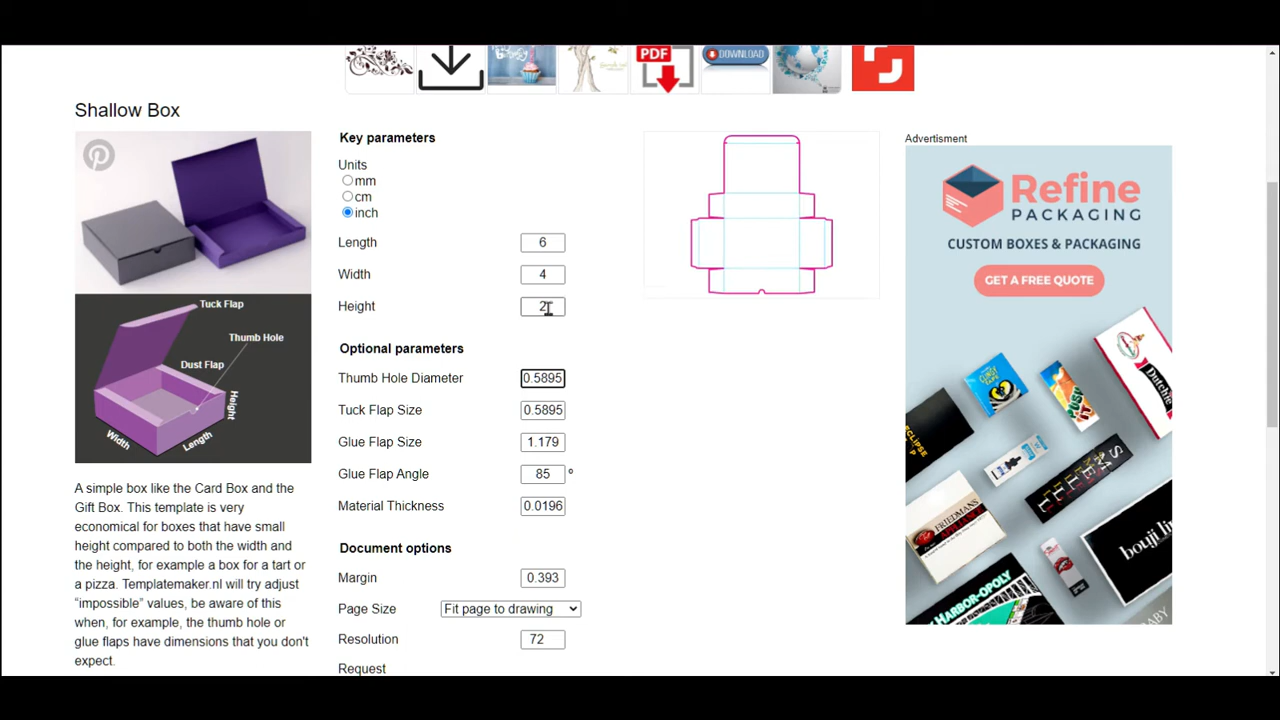 PDF
DOWNLOAD
Shallow Box
Tuck Flap
Thumb Hole
Dust Flap
Height
Width
Length
A simple box like the Card Box and the
Gift Box. This template is very
economical for boxes that have small
height compared to both the width and
the height, for example a box for a tart or
a pizza. Templatemaker.nl will try adjust
“impossible” values, be aware of this
when, for example, the thumb hole or
glue flaps have dimensions that you don't
expect.
Key parameters
Units
mm
cm
inch
Length 6
Width 4
Height 2
Optional parameters
Thumb Hole Diameter 0.5895
Tuck Flap Size 0.5895
Glue Flap Size 1.179
Glue Flap Angle 85 °
Material Thickness 0.0196
Document options
Margin 0.393
Page Size Fit page to drawing
Resolution 72
Request
Advertisment
Refine
PACKAGING
CUSTOM BOXES & PACKAGING
GET A FREE QUOTE
SMELL
FRIEDMANS
HARBOR-OPOLY